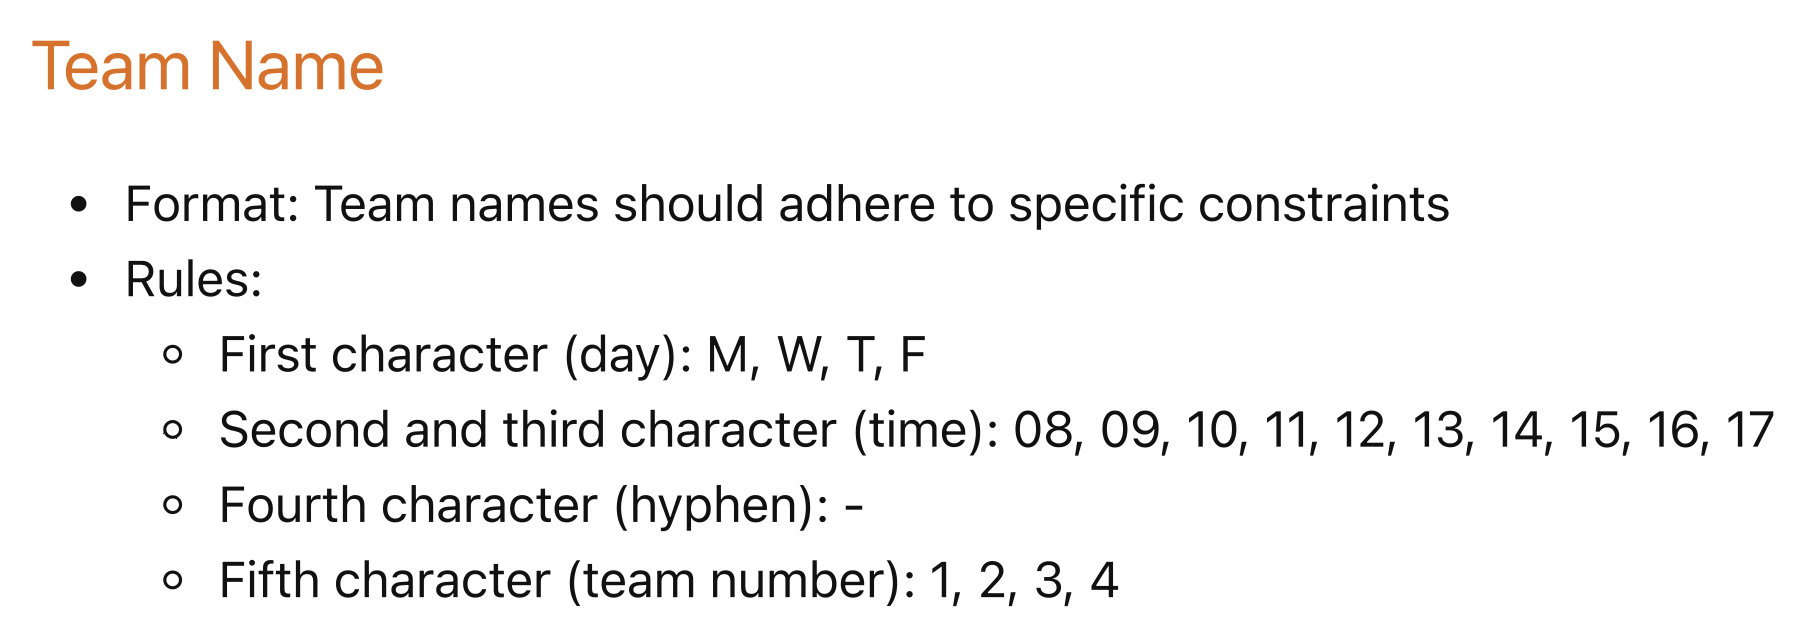 Team Name
• Format: Team names should adhere to specific constraints
• Rules:
◦ First character (day): M, W, T, F
◦ Second and third character (time): 08, 09, 10, 11, 12, 13, 14, 15, 16, 17
◦ Fourth character (hyphen): -
◦ Fifth character (team number): 1, 2, 3, 4